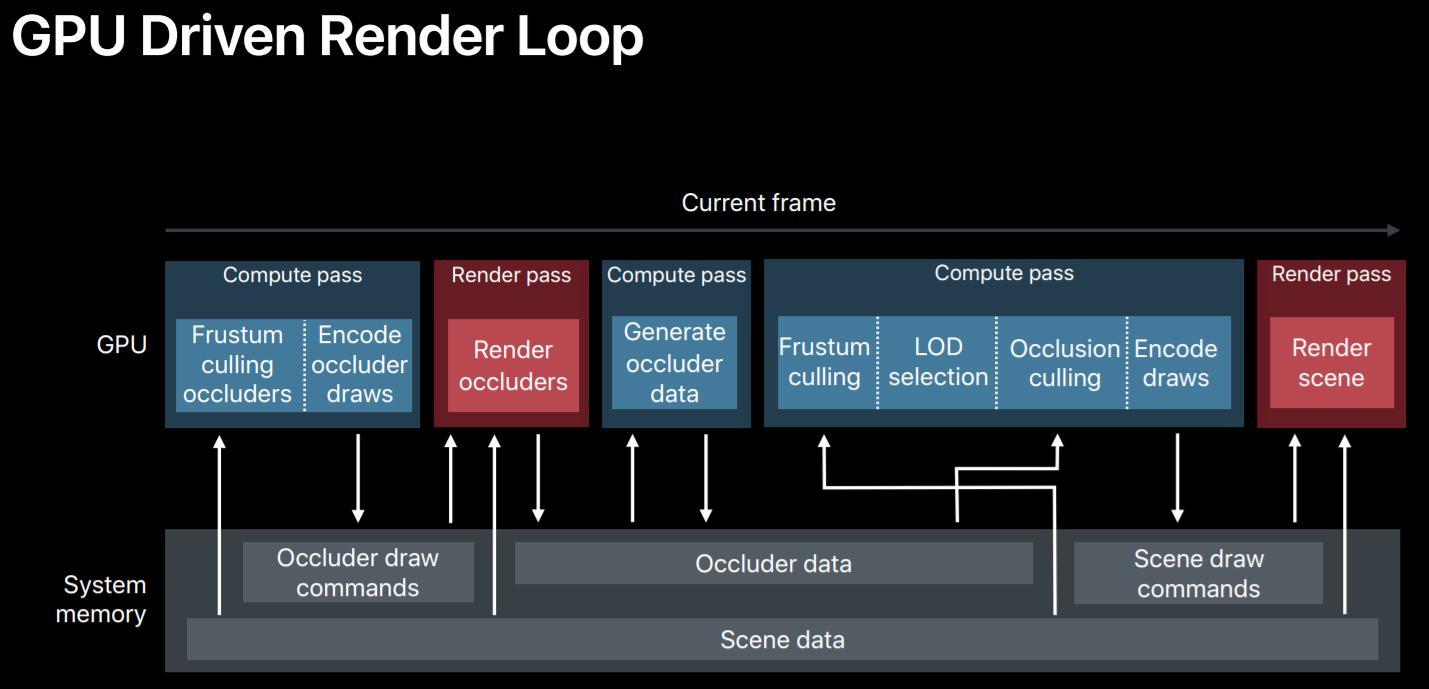 GPU Driven Render Loop
Current frame
Compute pass
Render pass
Compute pass
Compute pass
Render pass
GPU
Frustum
culling
occluders
Encode
occluder
draws
Render
occluders
Generate
occluder
data
Frustum
culling
LOD
selection
Occlusion
culling
Encode
draws
Render
scene
System
memory
Occluder draw
commands
Occluder data
Scene draw
commands
Scene data